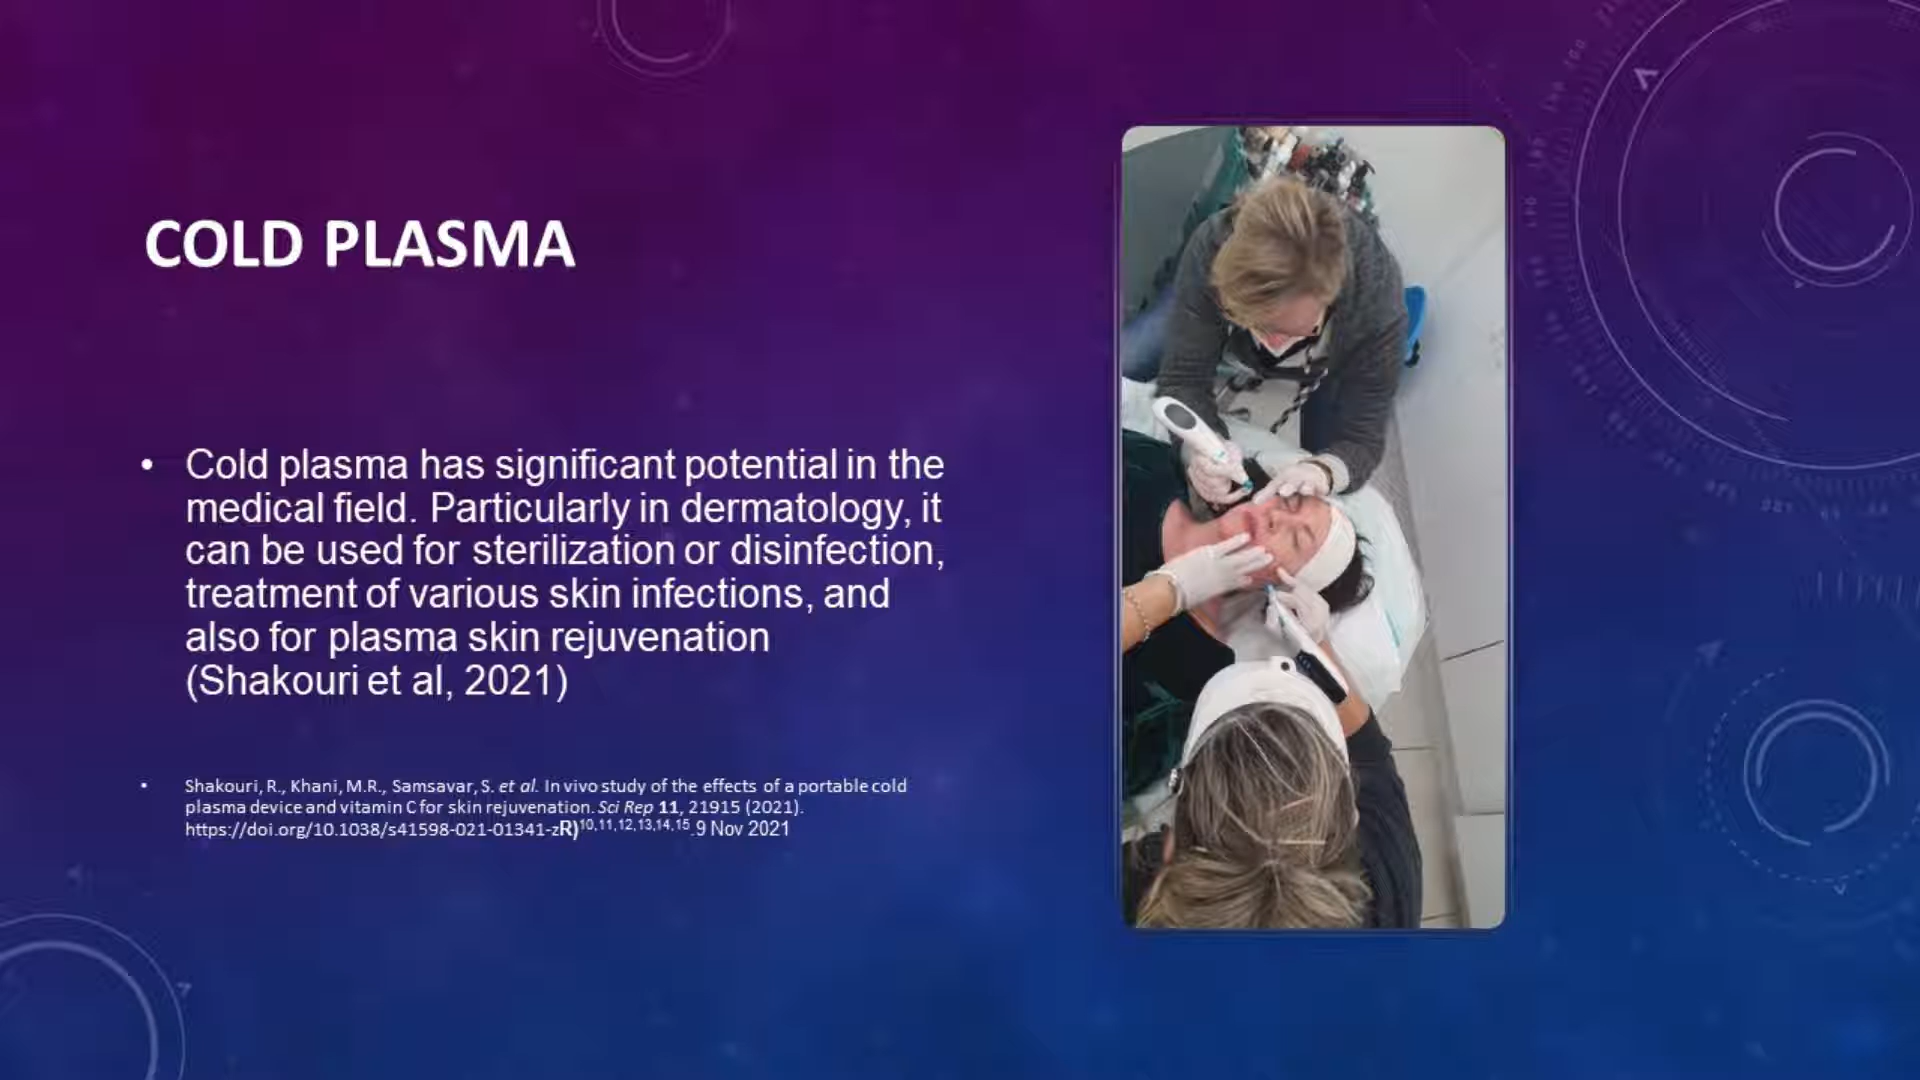 COLD PLASMA
• Cold plasma has significant potential in the
medical field. Particularly in dermatology, it
can be used for sterilization or disinfection,
treatment of various skin infections, and
also for plasma skin rejuvenation
(Shakouri et al, 2021)
• Shakouri, R., Khani, M.R., Samsavar, S. et al. In vivo study of the effects of a portable cold
plasma device and vitamin C for skin rejuvenation. Sci Rep 11, 21915 (2021).
https://doi.org/10.1038/s41598-021-01341-zR)10,11,12,13,14,15.9 Nov 2021